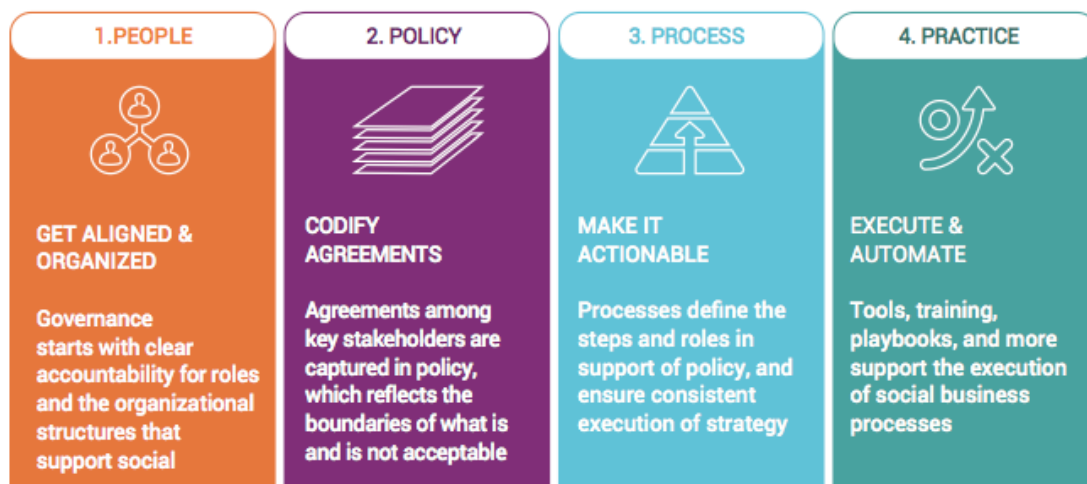 1.PEOPLE
GET ALIGNED &
ORGANIZED
Governance
starts with clear
accountability for roles
and the organizational
structures that
support social
2. POLICY
CODIFY
AGREEMENTS
Agreements among
key stakeholders are
captured in policy,
which reflects the
boundaries of what is
and is not acceptable
3. PROCESS
MAKE IT
ACTIONABLE
Processes define the
steps and roles in
support of policy, and
ensure consistent
execution of strategy
4. PRACTICE
EXECUTE &
AUTOMATE
Tools, training,
playbooks, and more
support the execution
of social business
processes